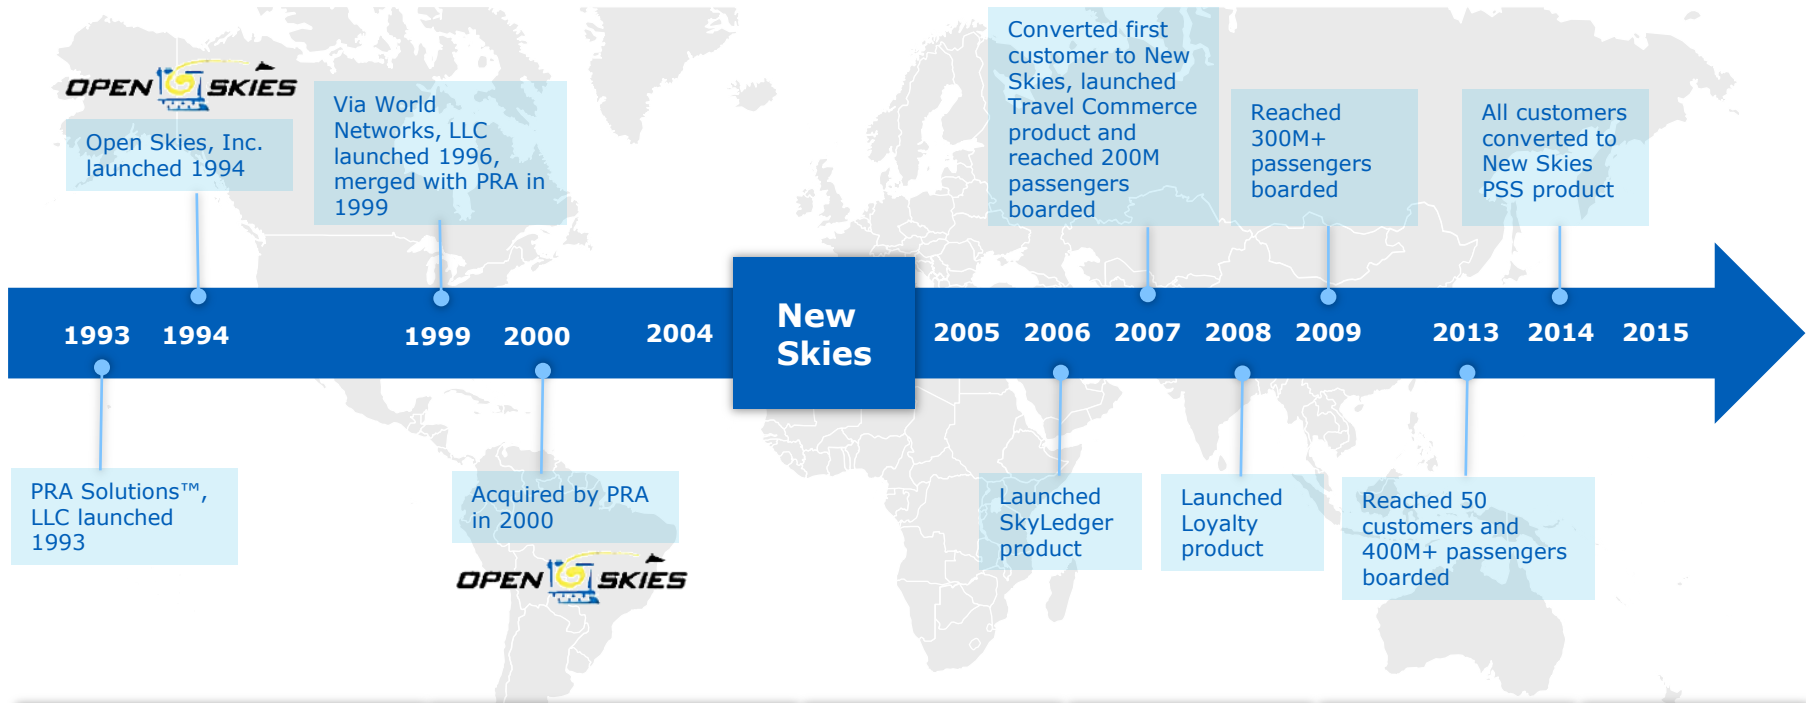 OPEN SKIES
Open Skies, Inc.
launched 1994
Via World
Networks, LLC
launched 1996,
merged with PRA in
1999
Converted first
customer to New
Skies, launched
Travel Commerce
product and
reached 200M
passengers
boarded
Reached
300M+
passengers
boarded
All customers
converted to
New Skies
PSS product
1993 1994 1999 2000 2004
New
Skies
2005 2006 2007 2008 2009 2013 2014 2015
PRA Solutions™,
LLC launched
1993
Acquired by PRA
in 2000
OPEN SKIES
Launched
SkyLedger
product
Launched
Loyalty
product
Reached 50
customers and
400M+ passengers
boarded